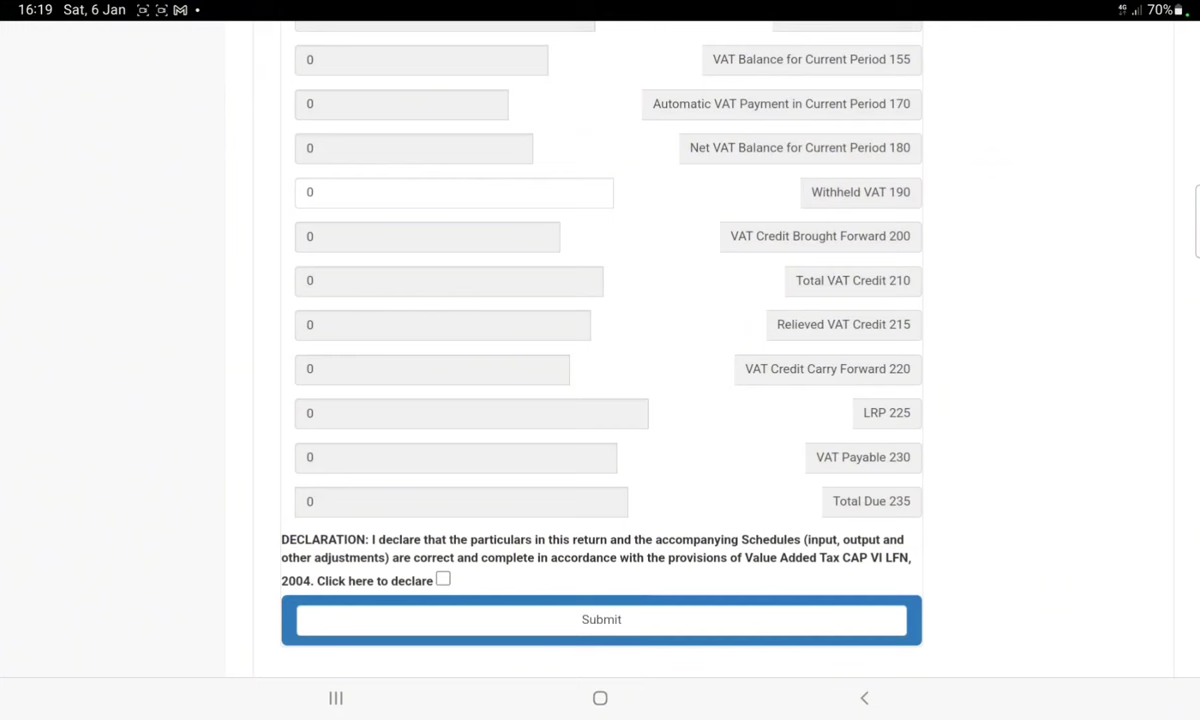 16:19 Sat, 6 Jan
4G 70%
0 VAT Balance for Current Period 155
0 Automatic VAT Payment in Current Period 170
0 Net VAT Balance for Current Period 180
0 Withheld VAT 190
0 VAT Credit Brought Forward 200
0 Total VAT Credit 210
0 Relieved VAT Credit 215
0 VAT Credit Carry Forward 220
0 LRP 225
0 VAT Payable 230
0 Total Due 235
DECLARATION: I declare that the particulars in this return and the accompanying Schedules (input, output and
other adjustments) are correct and complete in accordance with the provisions of Value Added Tax CAP VI LFN,
2004. Click here to declare
Submit